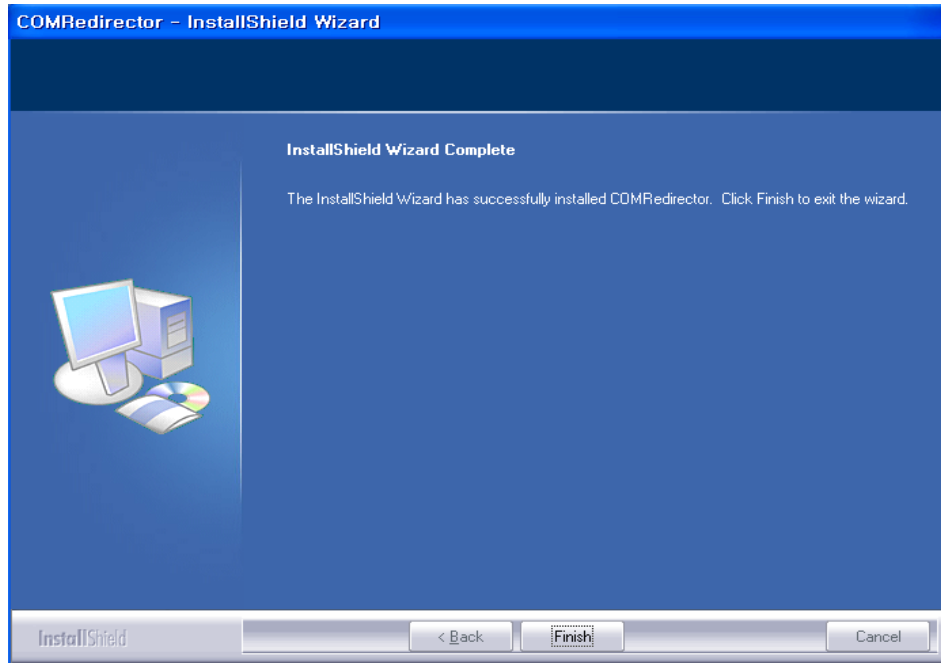 COMRedirector - InstallShield Wizard
InstallShield Wizard Complete
The InstallShield Wizard has successfully installed COMRedirector. Click Finish to exit the wizard.
InstallShield
< Back
Finish
Cancel